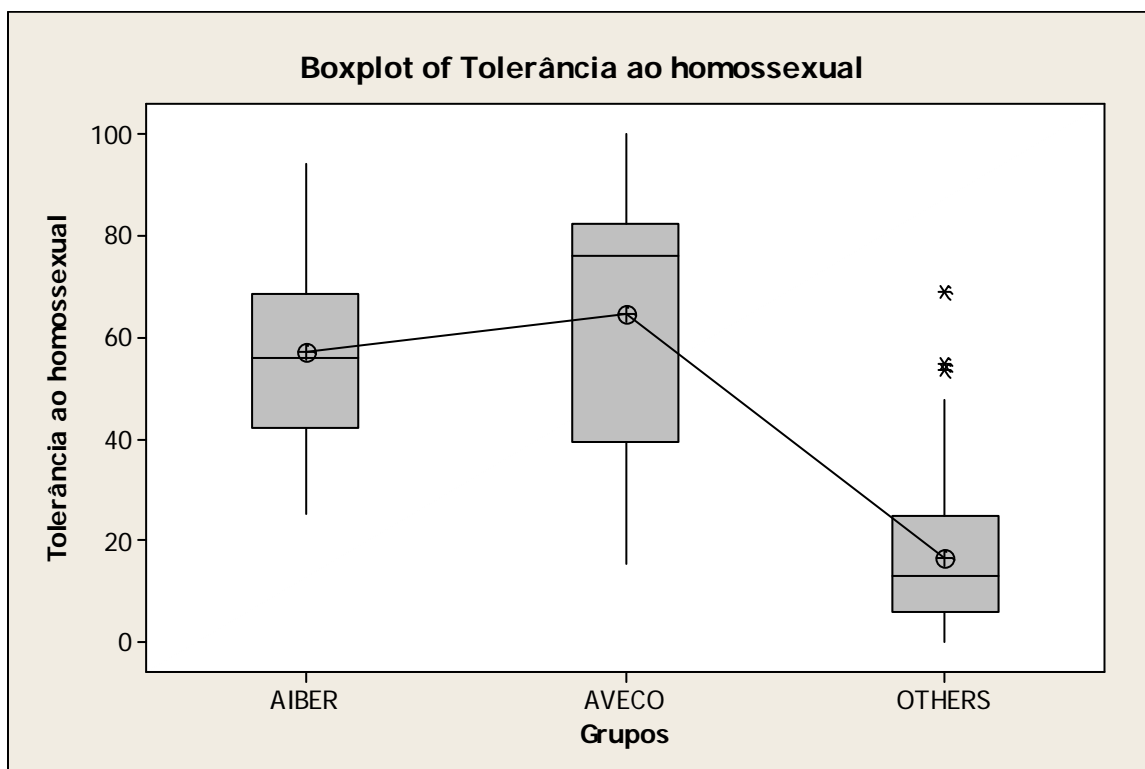 Boxplot of Tolerância ao homossexual
Tolerância ao homossexual
100
80
60
40
20
0
AIBER AVECO OTHERS
Grupos